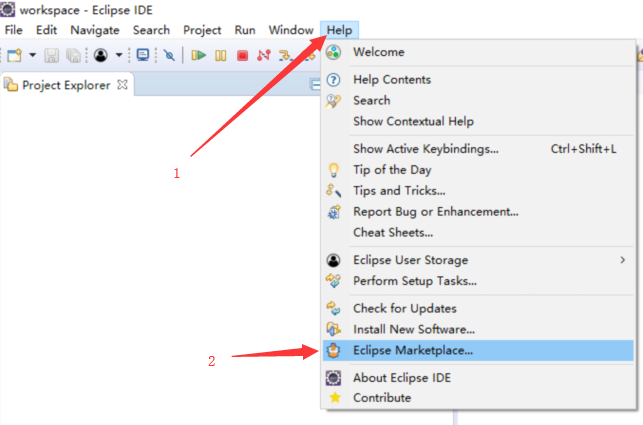 workspace - Eclipse IDE
File Edit Navigate Search Project Run Window Help
Project Explorer
Welcome
Help Contents
Search
Show Contextual Help
Show Active Keybindings... Ctrl+Shift+L
Tip of the Day
Tips and Tricks...
Report Bug or Enhancement...
Cheat Sheets...
Eclipse User Storage
Perform Setup Tasks...
Check for Updates
Install New Software...
Eclipse Marketplace...
About Eclipse IDE
Contribute
1
2